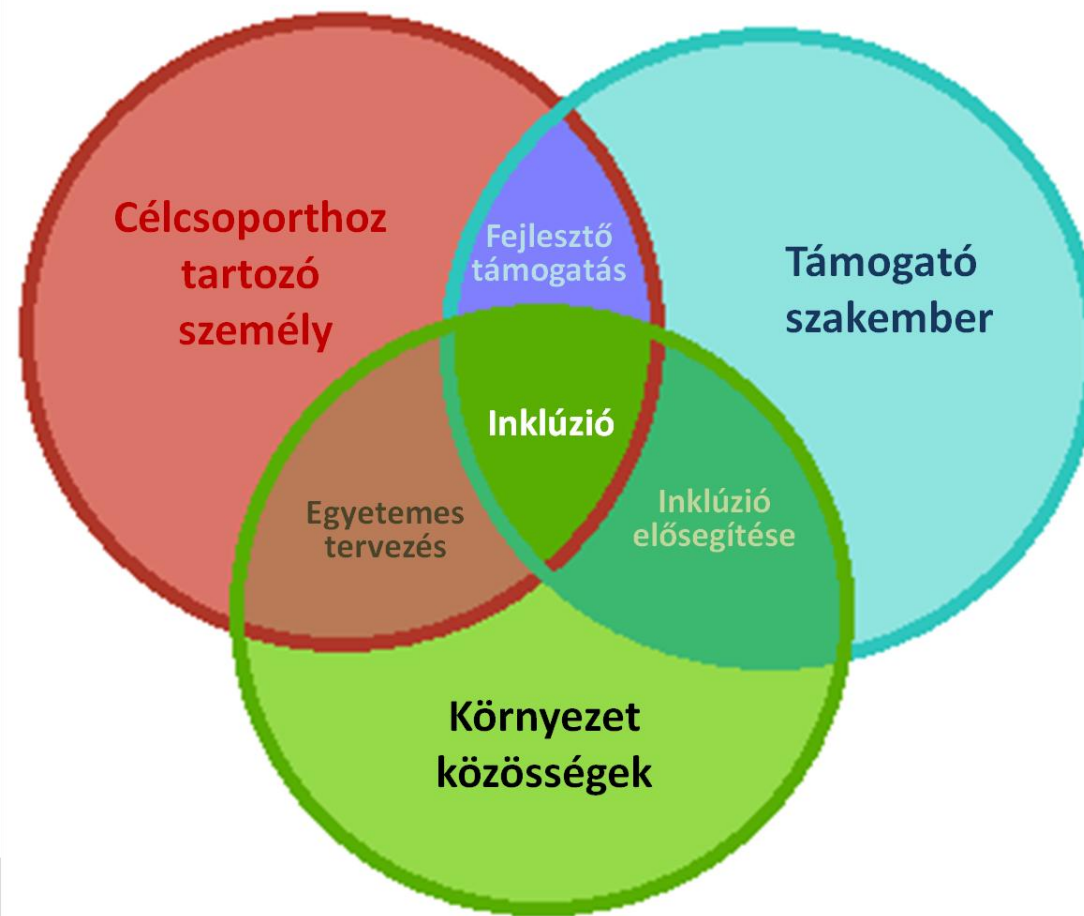 Célcsoporthoz
tartozó
személy
Fejlesztő
támogatás
Támogató
szakember
Inklúzió
Egyetemes
tervezés
Inklúzió
elősegítése
Környezet
közösségek